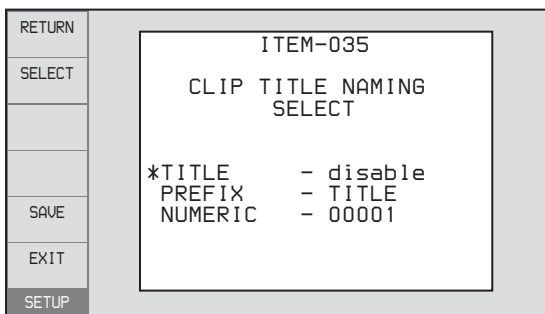 RETURN
SELECT
SAVE
EXIT
SETUP
ITEM-035
CLIP TITLE NAMING
SELECT
*TITLE - disable
PREFIX - TITLE
NUMERIC - 00001